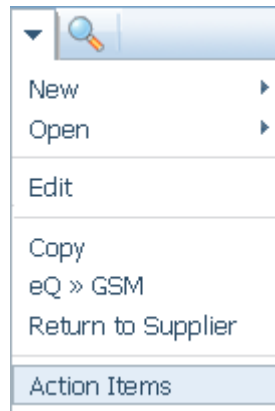 New
Open
Edit
Copy
eQ » GSM
Return to Supplier
Action Items